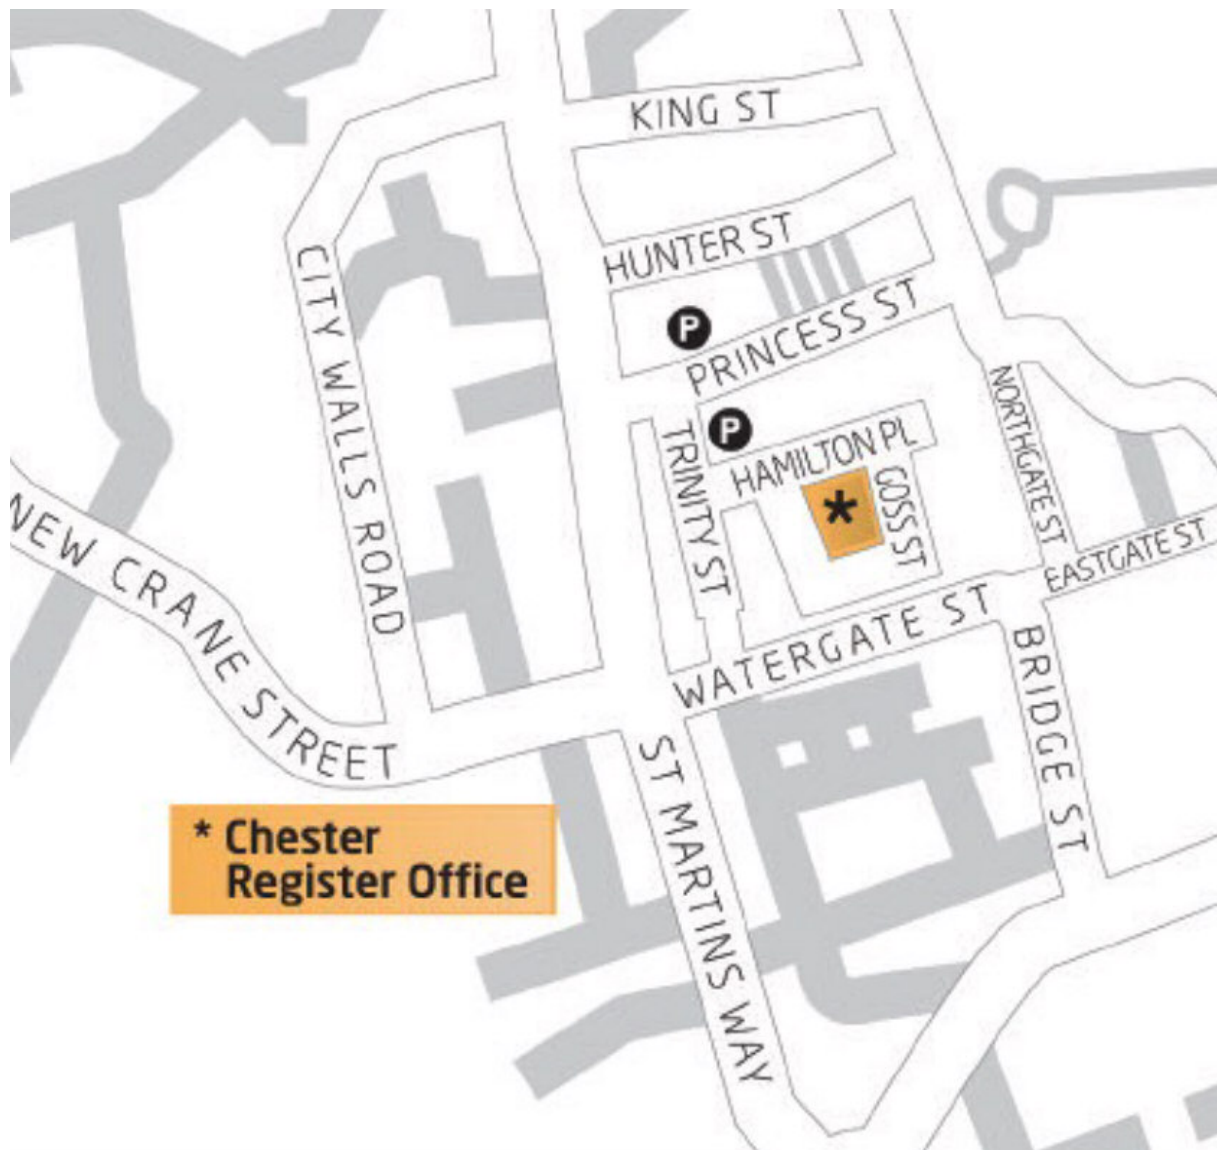 KING ST
HUNTER ST
CITY WALLS ROAD
P
PRINCESS ST
P
TRINITY ST
HAMILTON PL
NORTHGATE ST
*
GOSS ST
NEW CRANE STREET
EASTGATE ST
WATERGATE ST
BRIDGE ST
ST MARTINS WAY
* Chester
Register Office